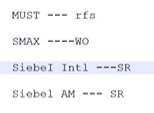 MUST --- rfs
SMAX ----WO
SiebeI Intl ---SR
Siebel AM --- SR